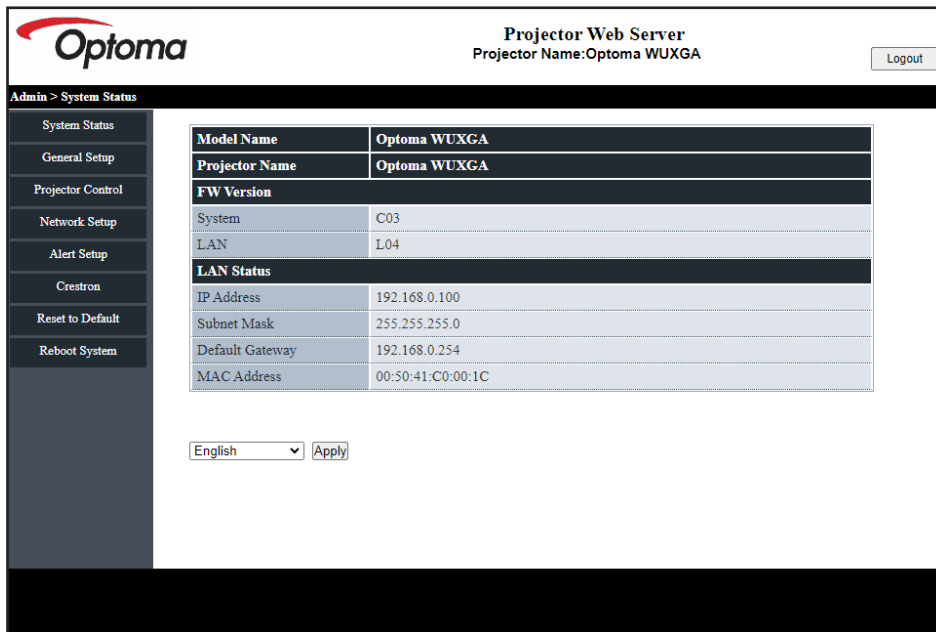 Optoma
Projector Web Server
Projector Name:Optoma WUXGA
Logout
Admin > System Status
System Status
General Setup
Projector Control
Network Setup
Alert Setup
Crestron
Reset to Default
Reboot System
Model Name Optoma WUXGA
Projector Name Optoma WUXGA
FW Version
System C03
LAN L04
LAN Status
IP Address 192.168.0.100
Subnet Mask 255.255.255.0
Default Gateway 192.168.0.254
MAC Address 00:50:41:C0:00:1C
English Apply